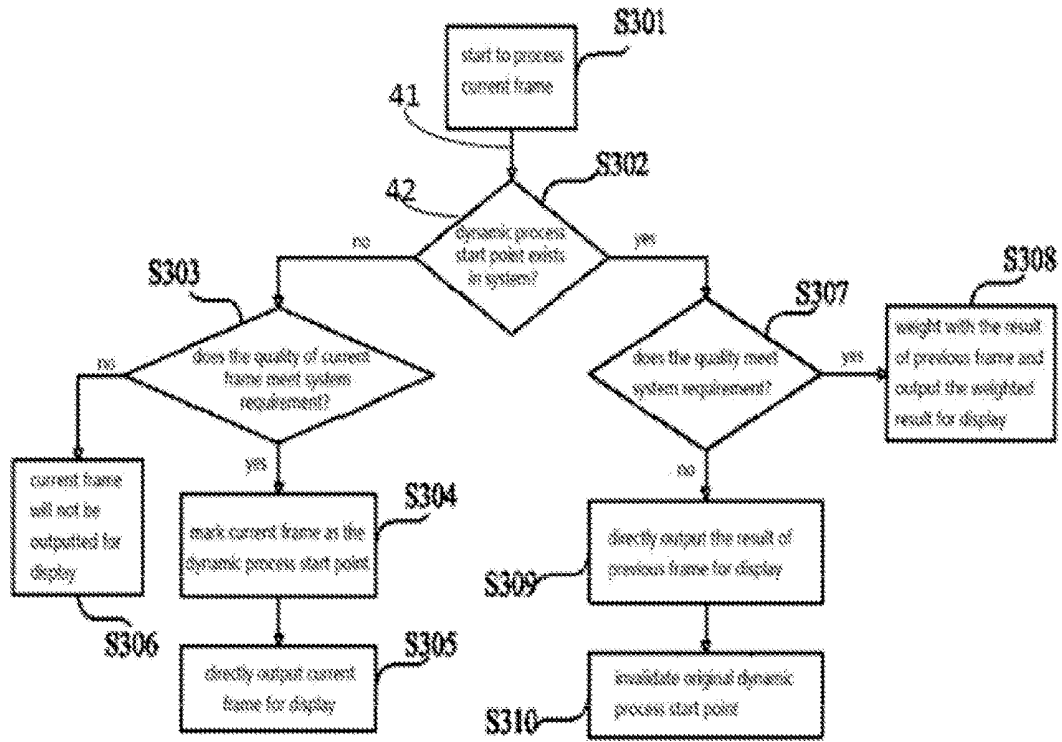 S301
start to process
current frame
41
S302
42
dynamic process
start point exists
in system?
no
yes
S303
does the quality of current
frame meet system
requirement?
no
yes
S307
does the quality meet
system requirement?
yes
no
S308
weight with the result
of previous frame and
output the weighted
result for display
current frame
will not be
outputted for
display
S306
S304
mark current frame as the
dynamic process start point
S305
directly output current
frame for display
directly output the result of
previous frame for display
S309
invalidate original dynamic
process start point
S310